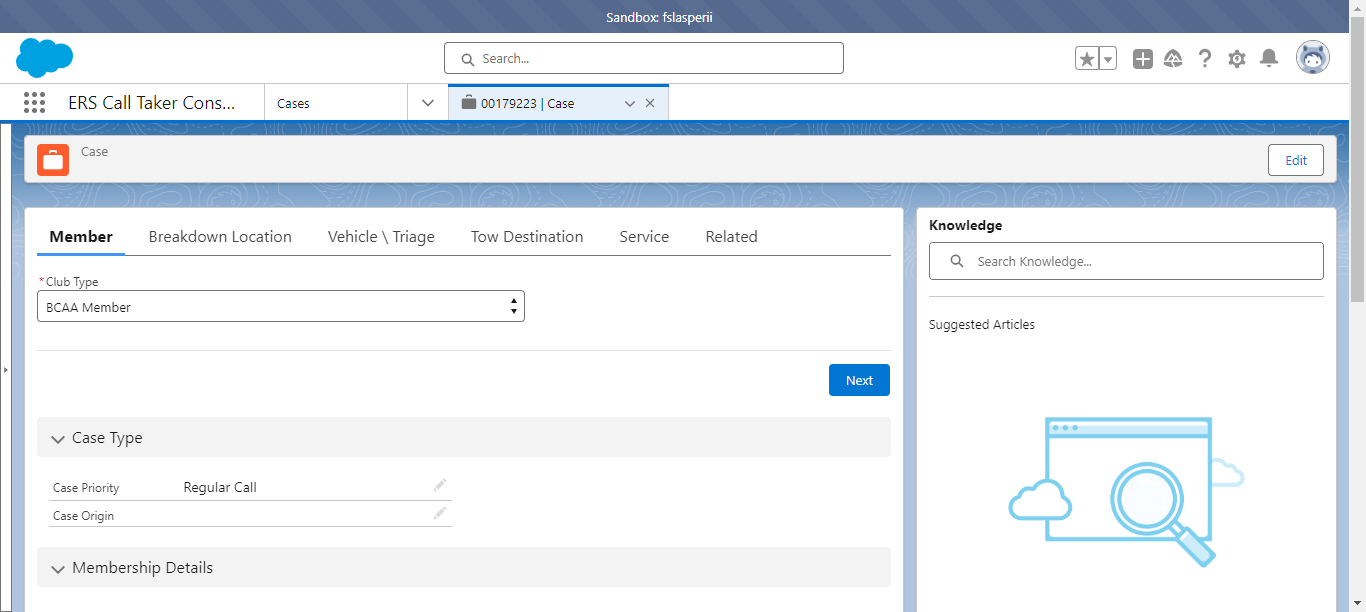 Sandbox: fslasperii
Search...
ERS Call Taker Cons...
Cases
00179223 | Case
Case
Edit
Member
Breakdown Location
Vehicle \ Triage
Tow Destination
Service
Related
*Club Type
BCAA Member
Next
Case Type
Case Priority
Regular Call
Case Origin
Membership Details
Knowledge
Search Knowledge...
Suggested Articles